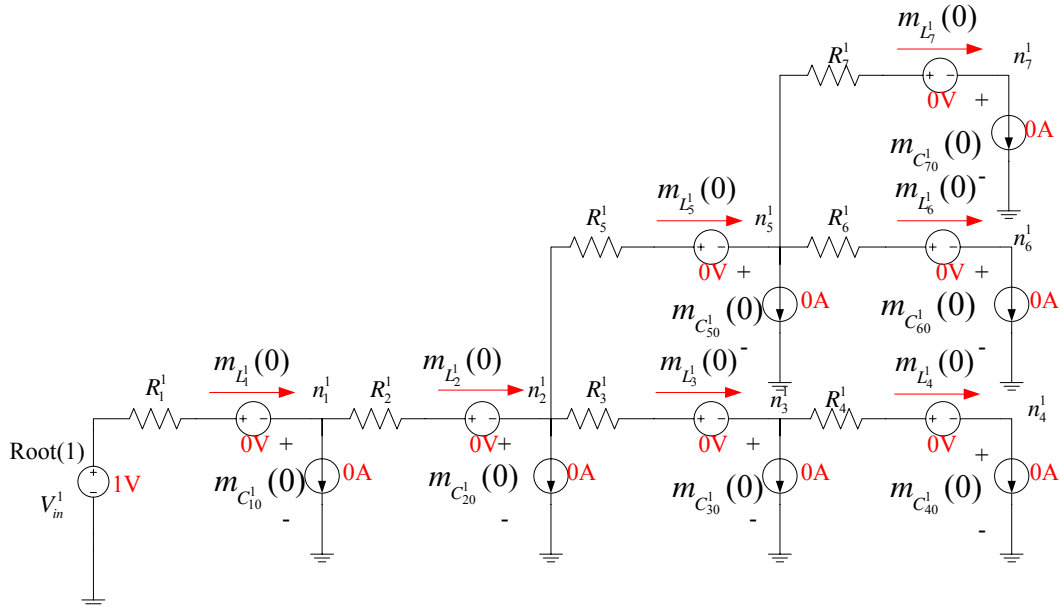 m_{L_7^1}(0)
R_7^1
n_7^1
0V
+
0A
m_{C_{70}^1}(0)
-
m_{L_5^1}(0)
m_{L_6^1}(0)
R_5^1
n_5^1
R_6^1
n_6^1
+ −
0V
+
0A
+ −
0V
+
0A
m_{C_{50}^1}(0)
-
m_{C_{60}^1}(0)
-
m_{L_1^1}(0)
m_{L_2^1}(0)
m_{L_3^1}(0)
m_{L_4^1}(0)
R_1^1
n_1^1
R_2^1
n_2^1
R_3^1
n_3^1
R_4^1
n_4^1
+ −
0V
+
+ −
0V
+
+ −
0V
+
+ −
0V
+
Root(1)
V_{in}^1
+
−
1V
m_{C_{10}^1}(0)
0A
-
m_{C_{20}^1}(0)
0A
-
m_{C_{30}^1}(0)
0A
-
m_{C_{40}^1}(0)
0A
-